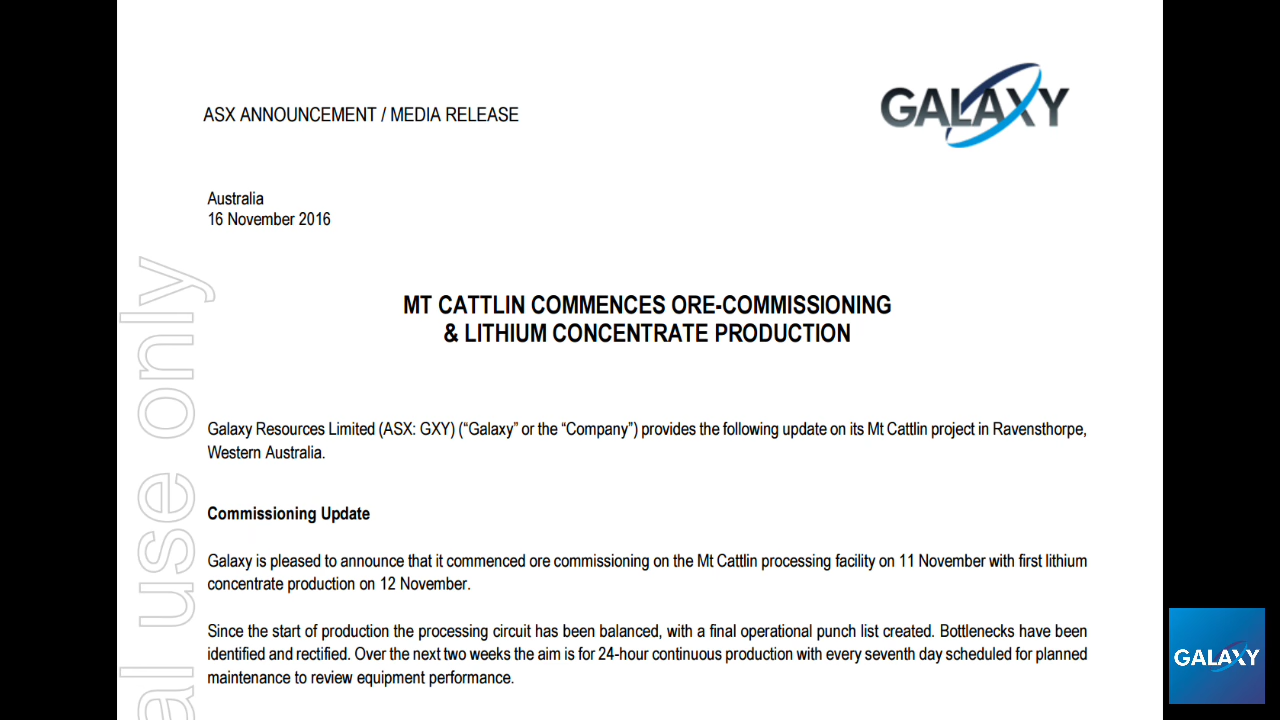 ASX ANNOUNCEMENT / MEDIA RELEASE
GALAXY
Australia
16 November 2016
MT CATTLIN COMMENCES ORE-COMMISSIONING
& LITHIUM CONCENTRATE PRODUCTION
Galaxy Resources Limited (ASX: GXY) (“Galaxy” or the “Company”) provides the following update on its Mt Cattlin project in Ravensthorpe,
Western Australia.
Commissioning Update
Galaxy is pleased to announce that it commenced ore commissioning on the Mt Cattlin processing facility on 11 November with first lithium
concentrate production on 12 November.
Since the start of production the processing circuit has been balanced, with a final operational punch list created. Bottlenecks have been
identified and rectified. Over the next two weeks the aim is for 24-hour continuous production with every seventh day scheduled for planned
maintenance to review equipment performance.
al use only
GALAXY